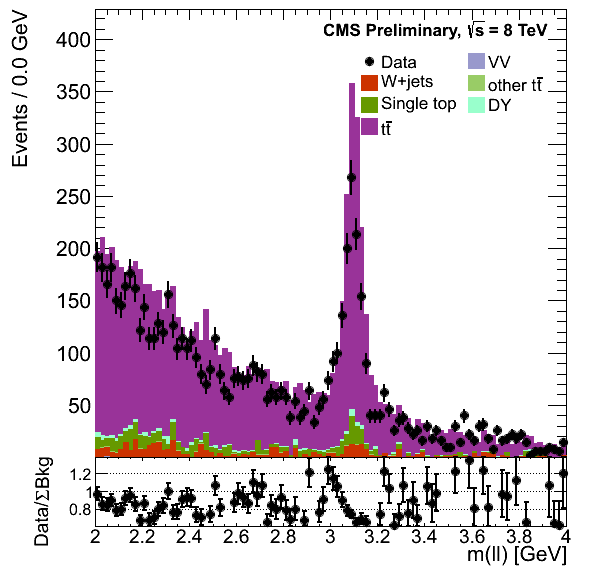 CMS Preliminary, √s = 8 TeV
Events / 0.0 GeV
400
350
300
250
200
150
100
50
Data
W+jets
Single top
tt̄
VV
other tt̄
DY
Data/ΣBkg
1.2
1
0.8
2 2.2 2.4 2.6 2.8 3 3.2 3.4 3.6 3.8 4
m(ll) [GeV]